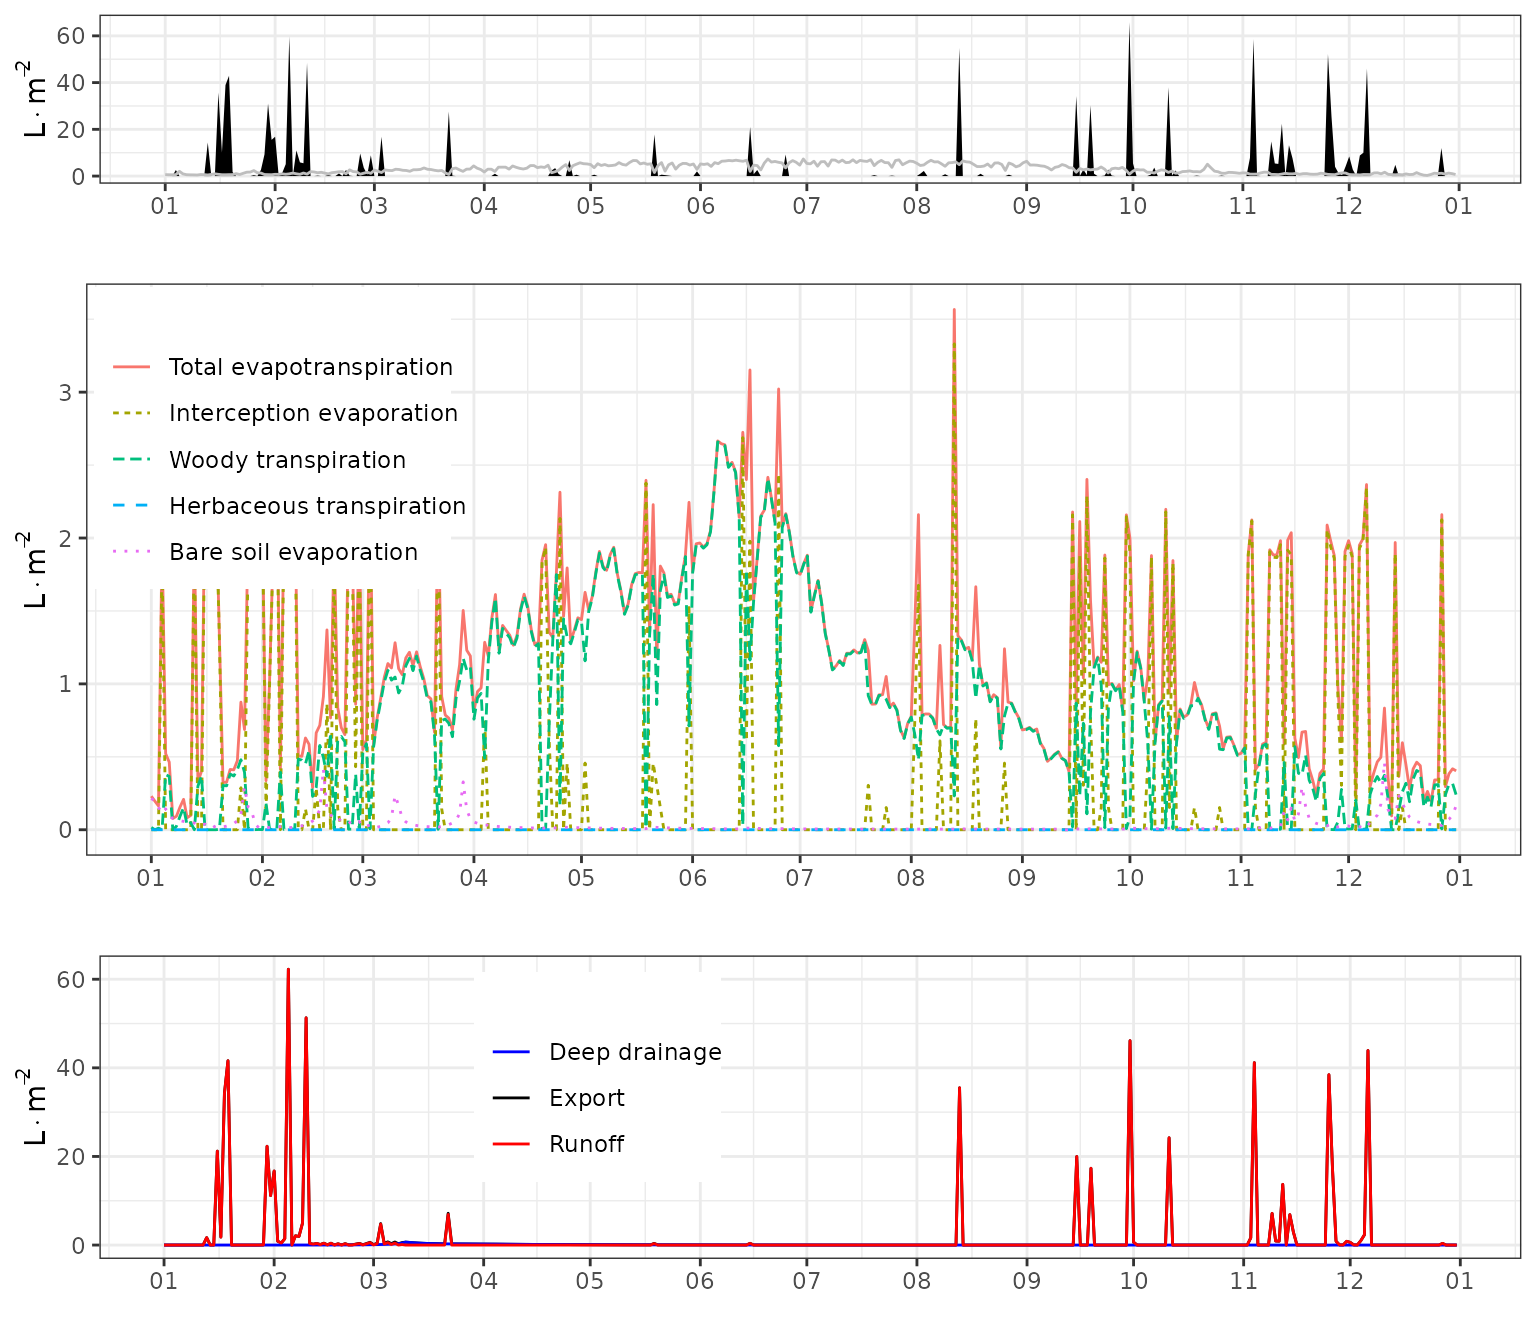 60
40
20
0
L · m⁻²
01 02 03 04 05 06 07 08 09 10 11 12 01
Total evapotranspiration
Interception evaporation
Woody transpiration
Herbaceous transpiration
Bare soil evaporation
3
2
1
0
L · m⁻²
01 02 03 04 05 06 07 08 09 10 11 12 01
Deep drainage
Export
Runoff
60
40
20
0
L · m⁻²
01 02 03 04 05 06 07 08 09 10 11 12 01